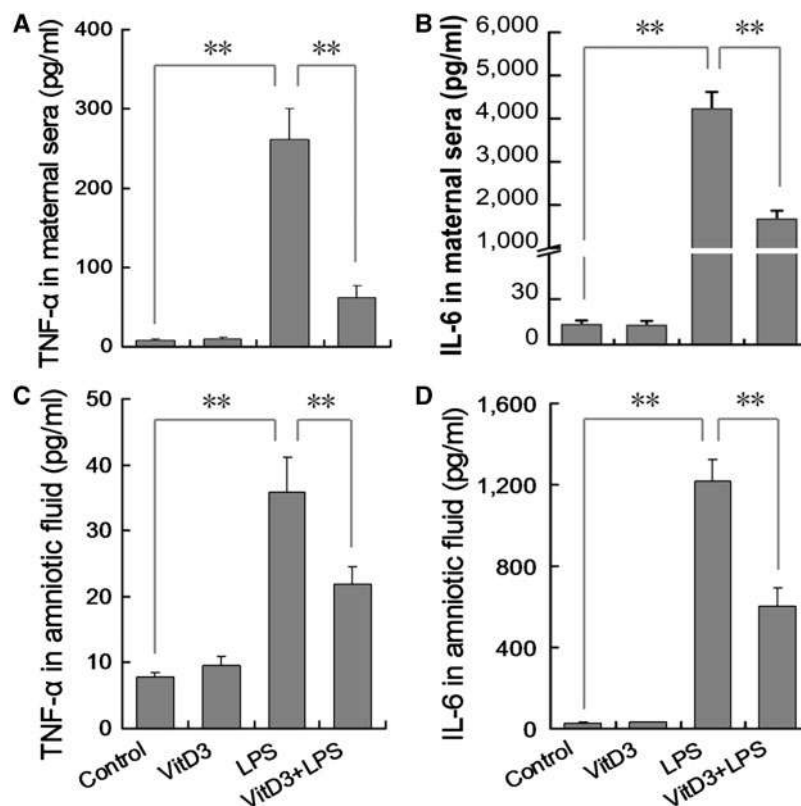 A
TNF-α in maternal sera (pg/ml)
400
300
200
100
0
** **
B
IL-6 in maternal sera (pg/ml)
6,000
5,000
4,000
3,000
2,000
1,000
30
0
** **
C
TNF-α in amniotic fluid (pg/ml)
50
40
30
20
10
0
** **
Control VitD3 LPS VitD3+LPS
D
IL-6 in amniotic fluid (pg/ml)
1,600
1,200
800
400
0
** **
Control VitD3 LPS VitD3+LPS